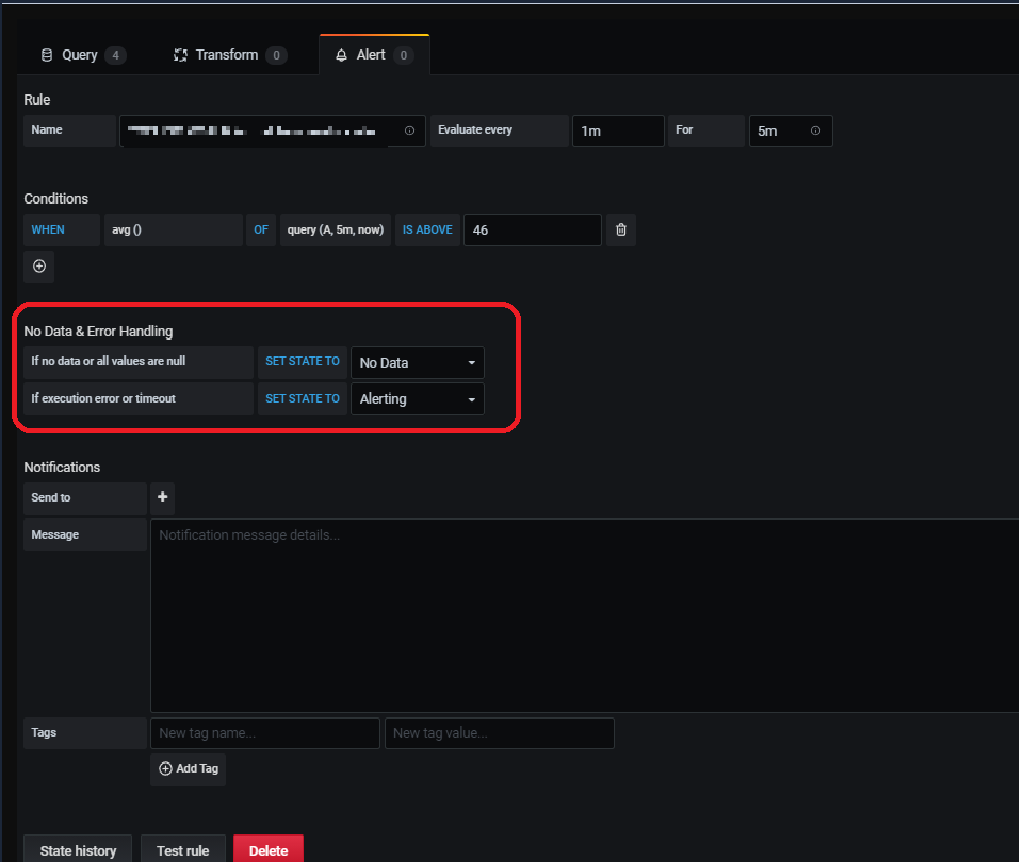 Query 4 Transform 0 Alert 0
Rule
Name Evaluate every 1m For 5m
Conditions
WHEN avg () OF query (A, 5m, now) IS ABOVE 46
No Data & Error Handling
If no data or all values are null SET STATE TO No Data
If execution error or timeout SET STATE TO Alerting
Notifications
Send to +
Message Notification message details...
Tags New tag name... New tag value...
Add Tag
State history Test rule Delete